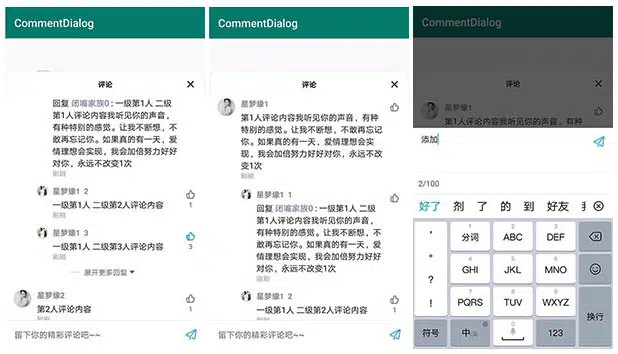 CommentDialog
评论
回复 闭嘴家族0 : 一级第1人 二级
第1人评论内容我听见你的声音，有
种特别的感觉。让我不断想，不
敢再忘记你。如果真的有一天，爱
情理想会实现，我会加倍努力好好
对你，永远不改变1次
刚刚
星梦缘1 2
一级第1人 二级第2人评论内容
1
刚刚
星梦缘1 3
一级第1人 二级第3人评论内容
3
刚刚
展开更多回复
星梦缘2
第2人评论内容
1
留下你的精彩评论吧~~
CommentDialog
评论
星梦缘1
第1人评论内容我听见你的声音，有种
特别的感觉。让我不断想，不敢再忘记
你。如果真的有一天，爱情理想会实
现，我会加倍努力好好对你，永远不改
变1次
刚刚
星梦缘1 1
回复 闭嘴家族0 : 一级第1人 二级
第1人评论内容我听见你的声音，有
种特别的感觉。让我不断想，不
敢再忘记你。如果真的有一天，爱
情理想会实现，我会加倍努力好好
对你，永远不改变1次
刚刚
星梦缘1 2
一级第1人 二级第2人评论内容
1
刚刚
留下你的精彩评论吧~~
CommentDialog
评论
星梦缘1
第1人评论内容我听见你的声音，有种
添加
2/100
好了 剂 了 的 到 好友
' 分词 ABC DEF
。 GHI JKL MNO
? PQRS TUV WXYZ
!
符号 中/英 0 123 换行